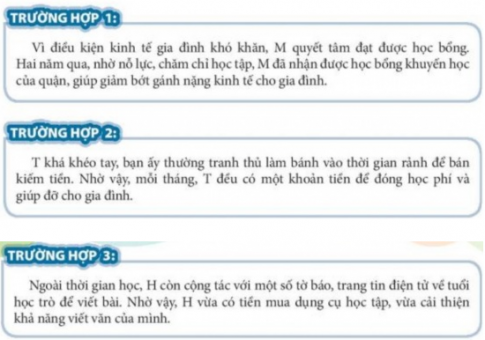 TRƯỜNG HỢP 1:
Vì điều kiện kinh tế gia đình khó khăn, M quyết tâm đạt được học bổng.
Hai năm qua, nhờ nỗ lực, chăm chỉ học tập, M đã nhận được học bổng khuyến học
của quận, giúp giảm bớt gánh nặng kinh tế cho gia đình.
TRƯỜNG HỢP 2:
T khá khéo tay, bạn ấy thường tranh thủ làm bánh vào thời gian rảnh để bán
kiếm tiền. Nhờ vậy, mỗi tháng, T đều có một khoản tiền để đóng học phí và
giúp đỡ cho gia đình.
TRƯỜNG HỢP 3:
Ngoài thời gian học, H còn cộng tác với một số tờ báo, trang tin điện tử về tuổi
học trò để viết bài. Nhờ vậy, H vừa có tiền mua dụng cụ học tập, vừa cải thiện
khả năng viết văn của mình.